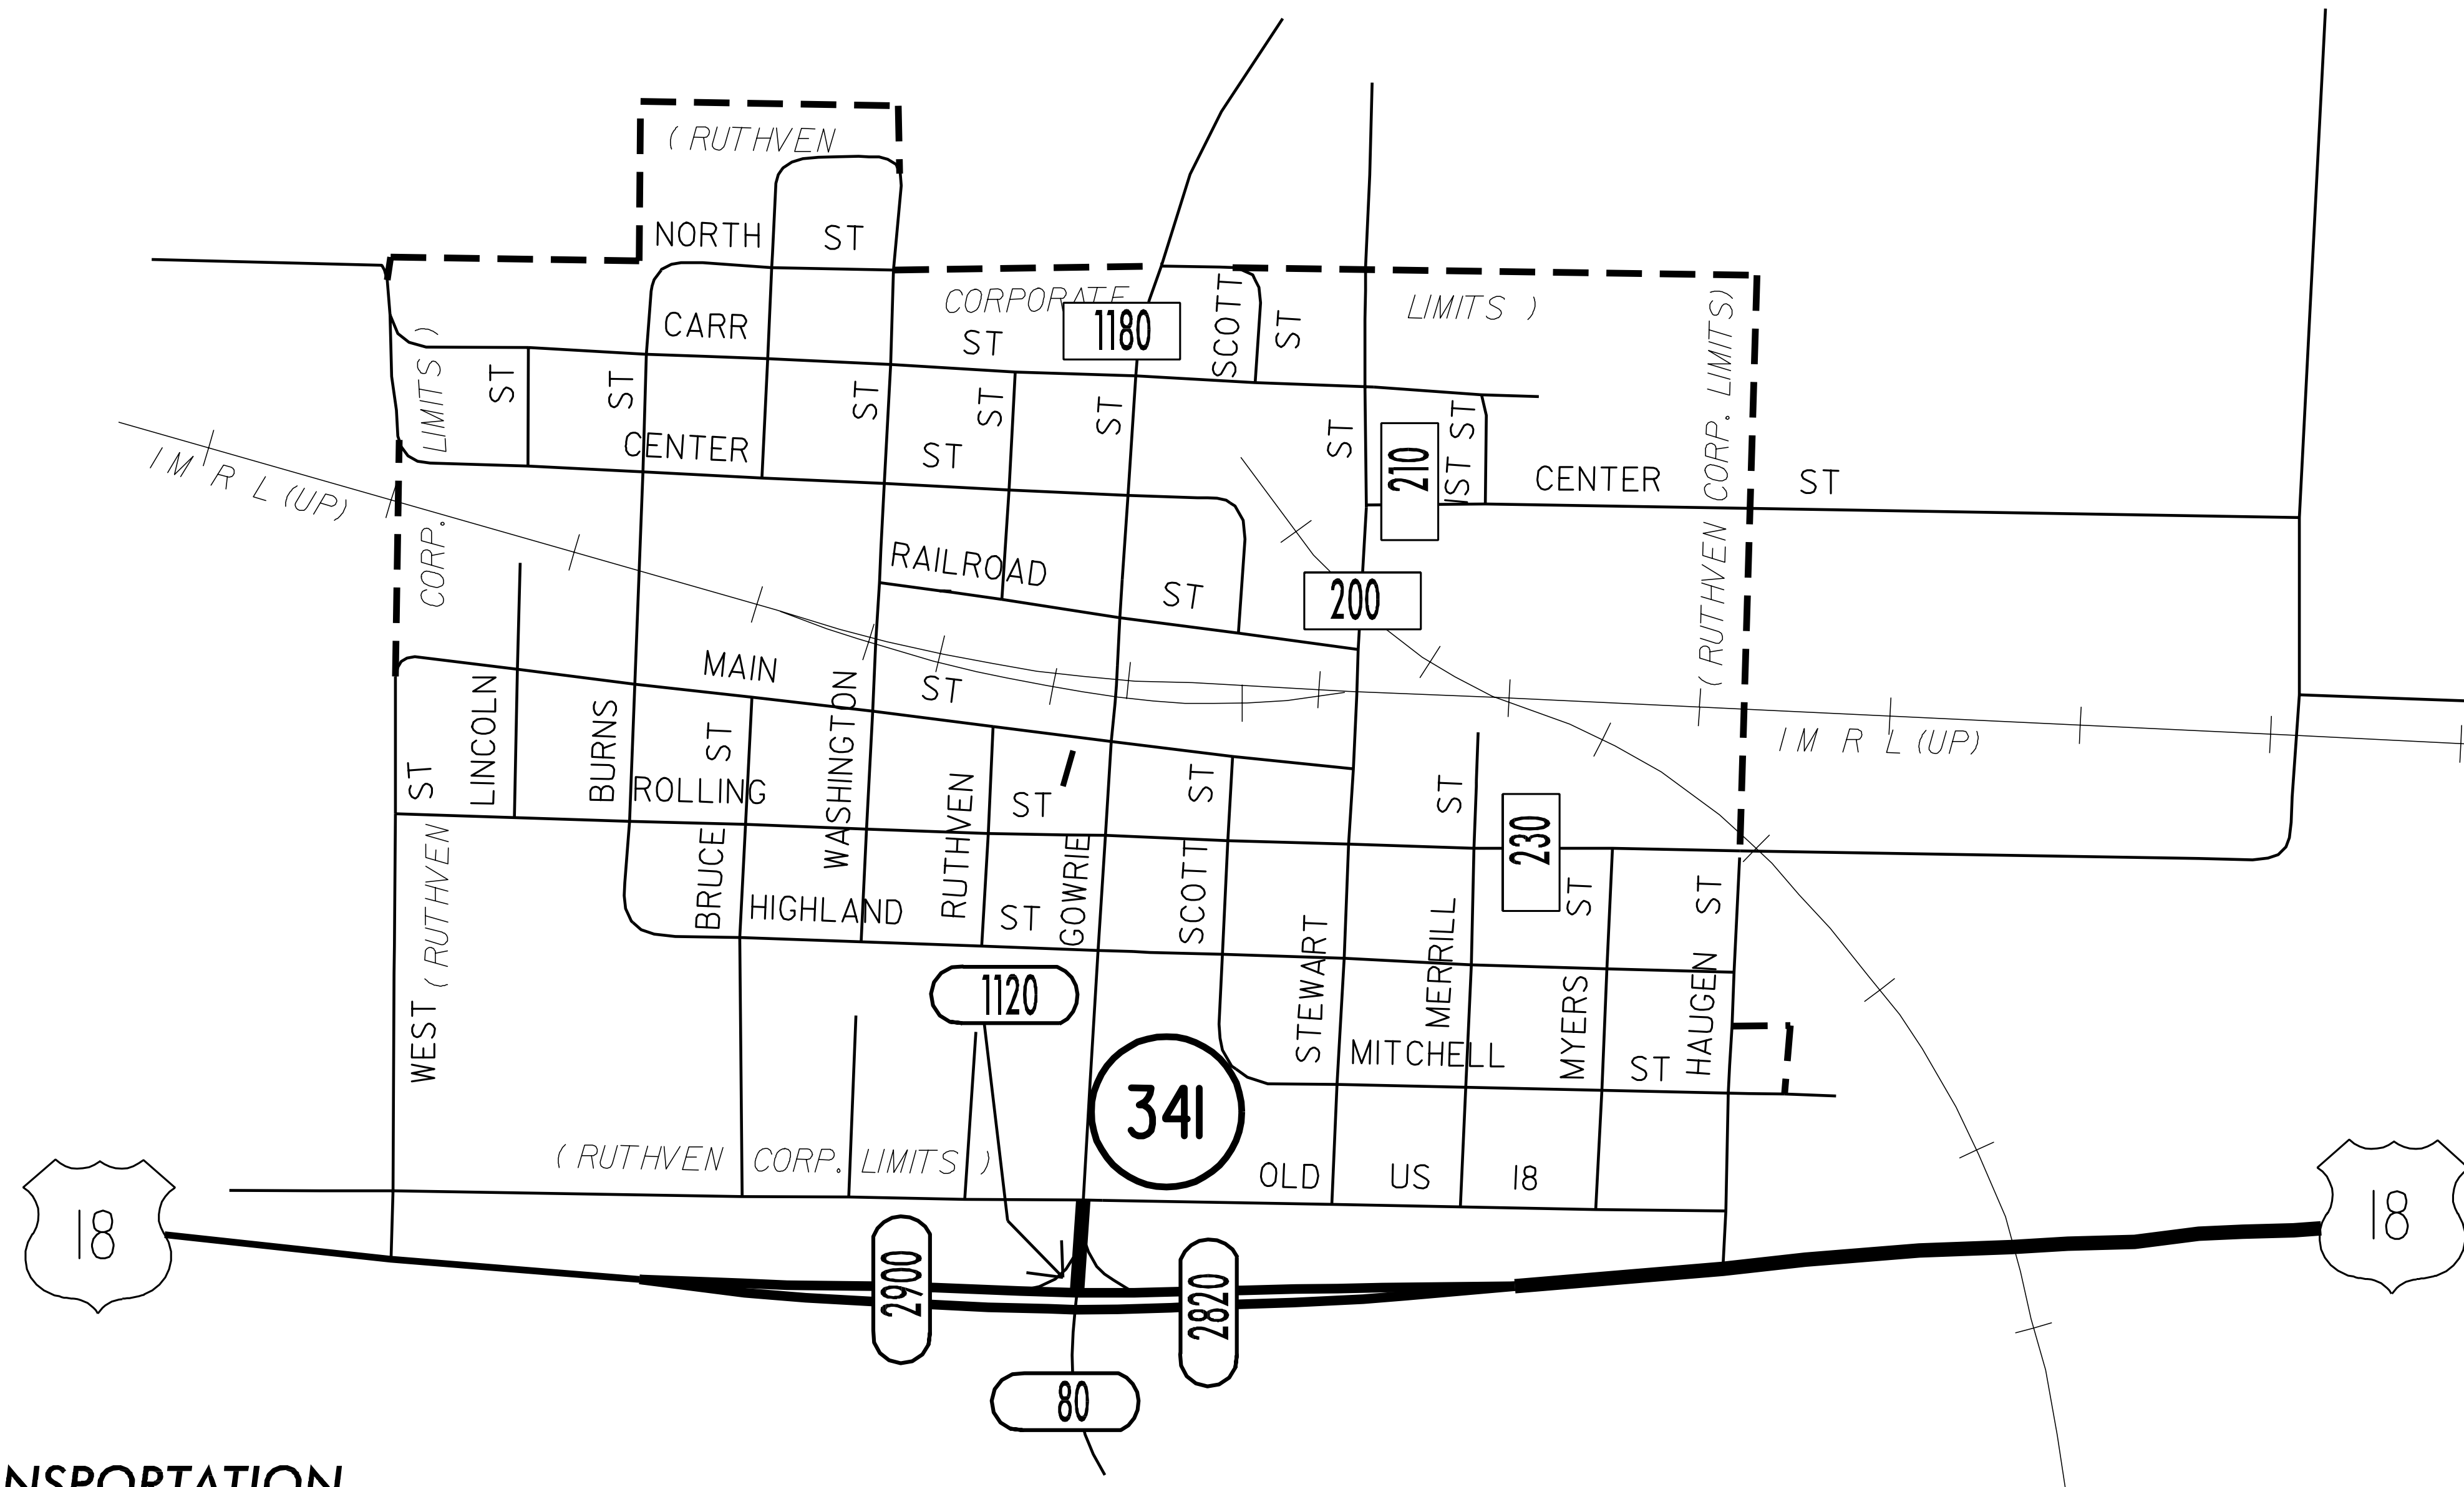 ( RUTHVEN
NORTH ST
CORPORATE
LIMITS )
CARR ST
1180
SCOTT ST
LIMITS )
CORP.
ST
ST
ST
ST
ST
ST
210
ST
CENTER ST
CENTER ST
(RUTHVEN CORP. LIMITS)
I M R L (UP)
RAILROAD ST
200
MAIN ST
I M R L (UP)
WEST ST
(RUTHVEN
LINCOLN
BURNS
BRUCE ST
WASHINGTON
ROLLING ST
RUTHVEN
GOWRIE
SCOTT ST
STEWART
MERRILL ST
230
MYERS ST
HAUGEN ST
HIGHLAND ST
1120
341
MITCHELL ST
( RUTHVEN CORP. LIMITS )
OLD US 18
18
18
2900
2820
80
NSPORTATION